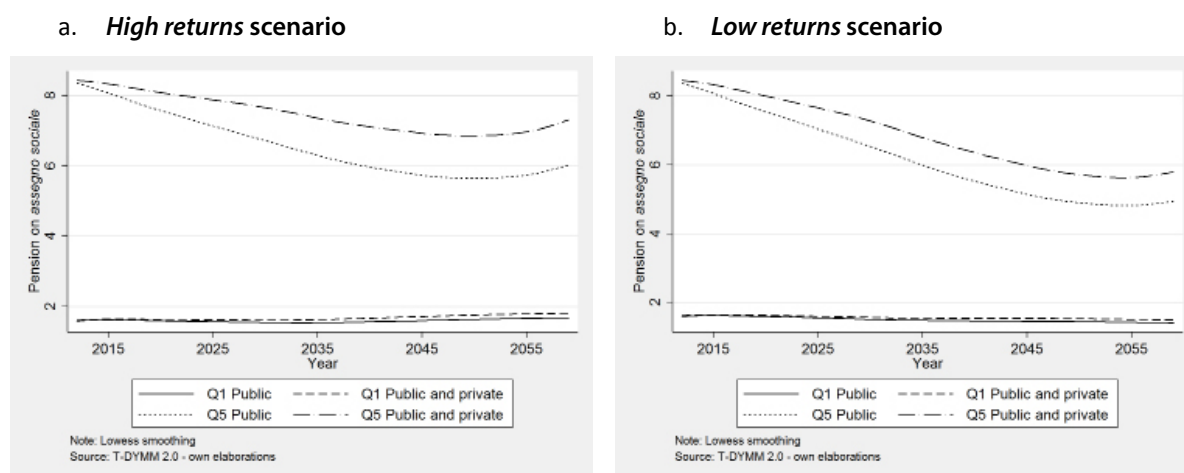 a. High returns scenario
Pension on assegno sociale
8
6
4
2
2015 2025 2035 2045 2055
Year
Q1 Public Q1 Public and private
Q5 Public Q5 Public and private
Note: Lowess smoothing
Source: T-DYMM 2.0 - own elaborations
b. Low returns scenario
Pension on assegno sociale
8
6
4
2
2015 2025 2035 2045 2055
Year
Q1 Public Q1 Public and private
Q5 Public Q5 Public and private
Note: Lowess smoothing
Source: T-DYMM 2.0 - own elaborations